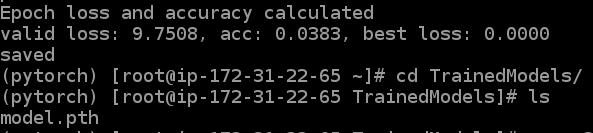 Epoch loss and accuracy calculated
valid loss: 9.7508, acc: 0.0383, best loss: 0.0000
saved
(pytorch) [root@ip-172-31-22-65 ~]# cd TrainedModels/
(pytorch) [root@ip-172-31-22-65 TrainedModels]# ls
model.pth